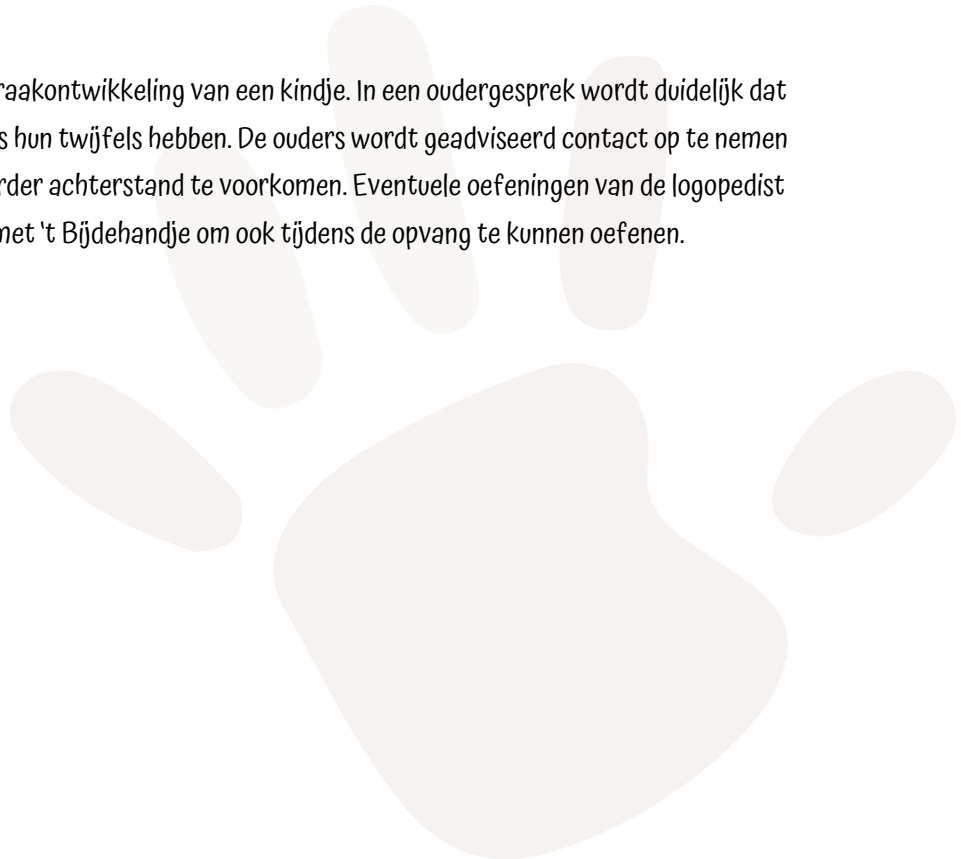 raakontwikkeling van een kindje. In een oudergesprek wordt duidelijk dat
s hun twijfels hebben. De ouders wordt geadviseerd contact op te nemen
rder achterstand te voorkomen. Eventuele oefeningen van de logopedist
met ‘t Bijdehandje om ook tijdens de opvang te kunnen oefenen.